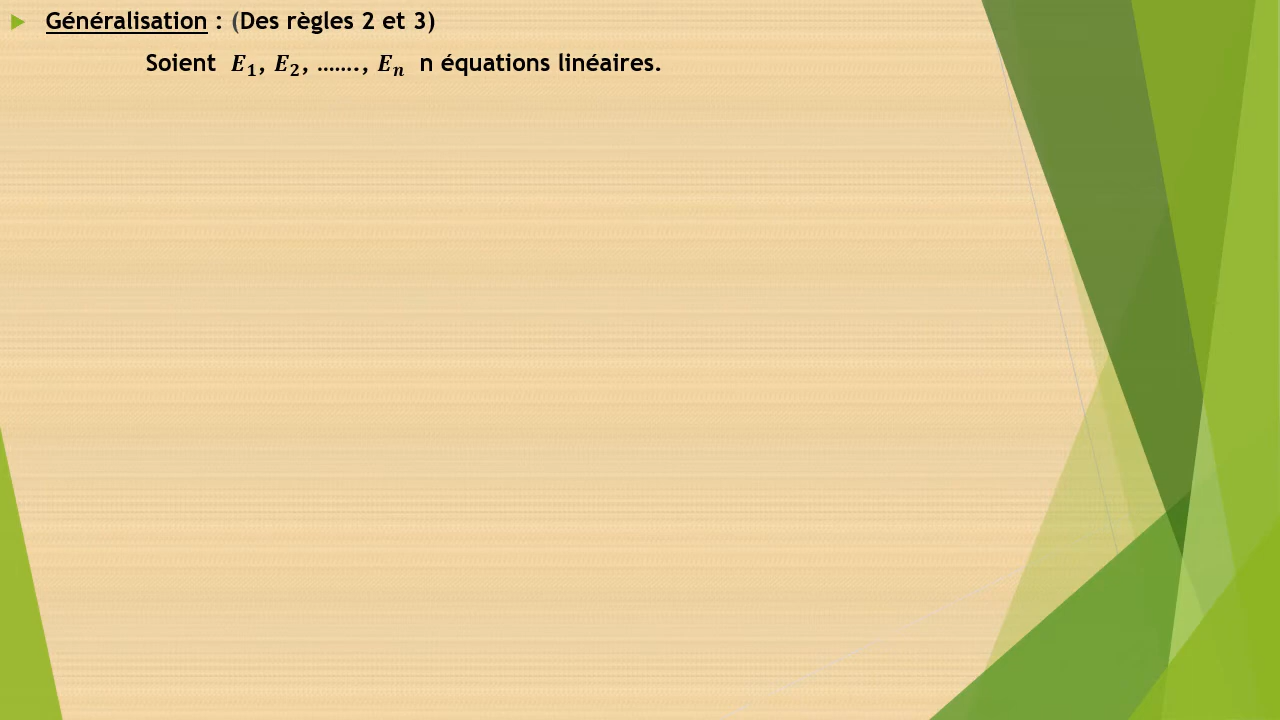 Généralisation : (Des règles 2 et 3)
Soient E₁, E₂, ……., Eₙ n équations linéaires.